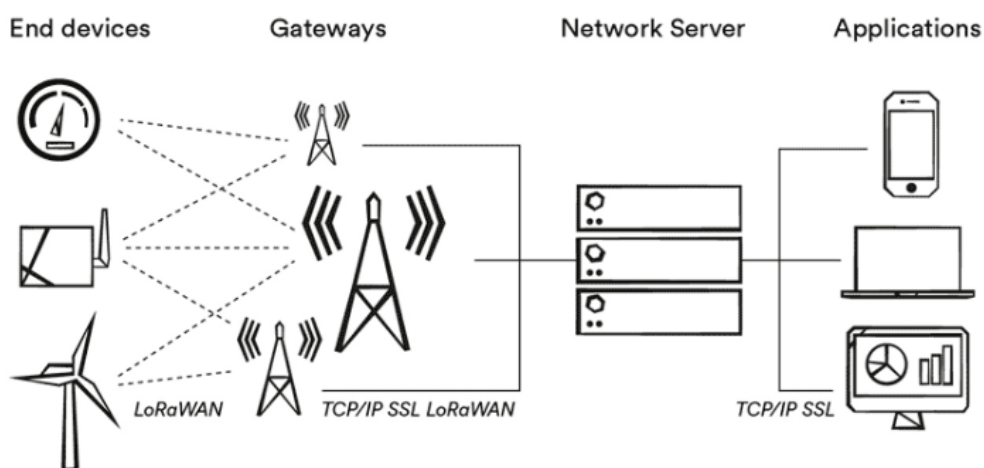 End devices
Gateways
Network Server
Applications
LoRaWAN
TCP/IP SSL LoRaWAN
TCP/IP SSL